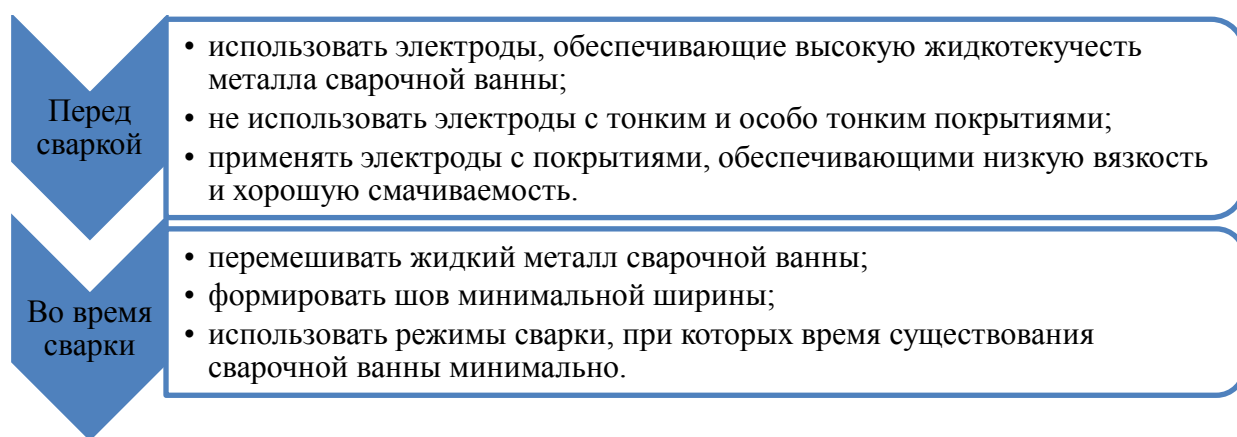 Перед
сваркой
• использовать электроды, обеспечивающие высокую жидкотекучесть
металла сварочной ванны;
• не использовать электроды с тонким и особо тонким покрытиями;
• применять электроды с покрытиями, обеспечивающими низкую вязкость
и хорошую смачиваемость.
Во время
сварки
• перемешивать жидкий металл сварочной ванны;
• формировать шов минимальной ширины;
• использовать режимы сварки, при которых время существования
сварочной ванны минимально.